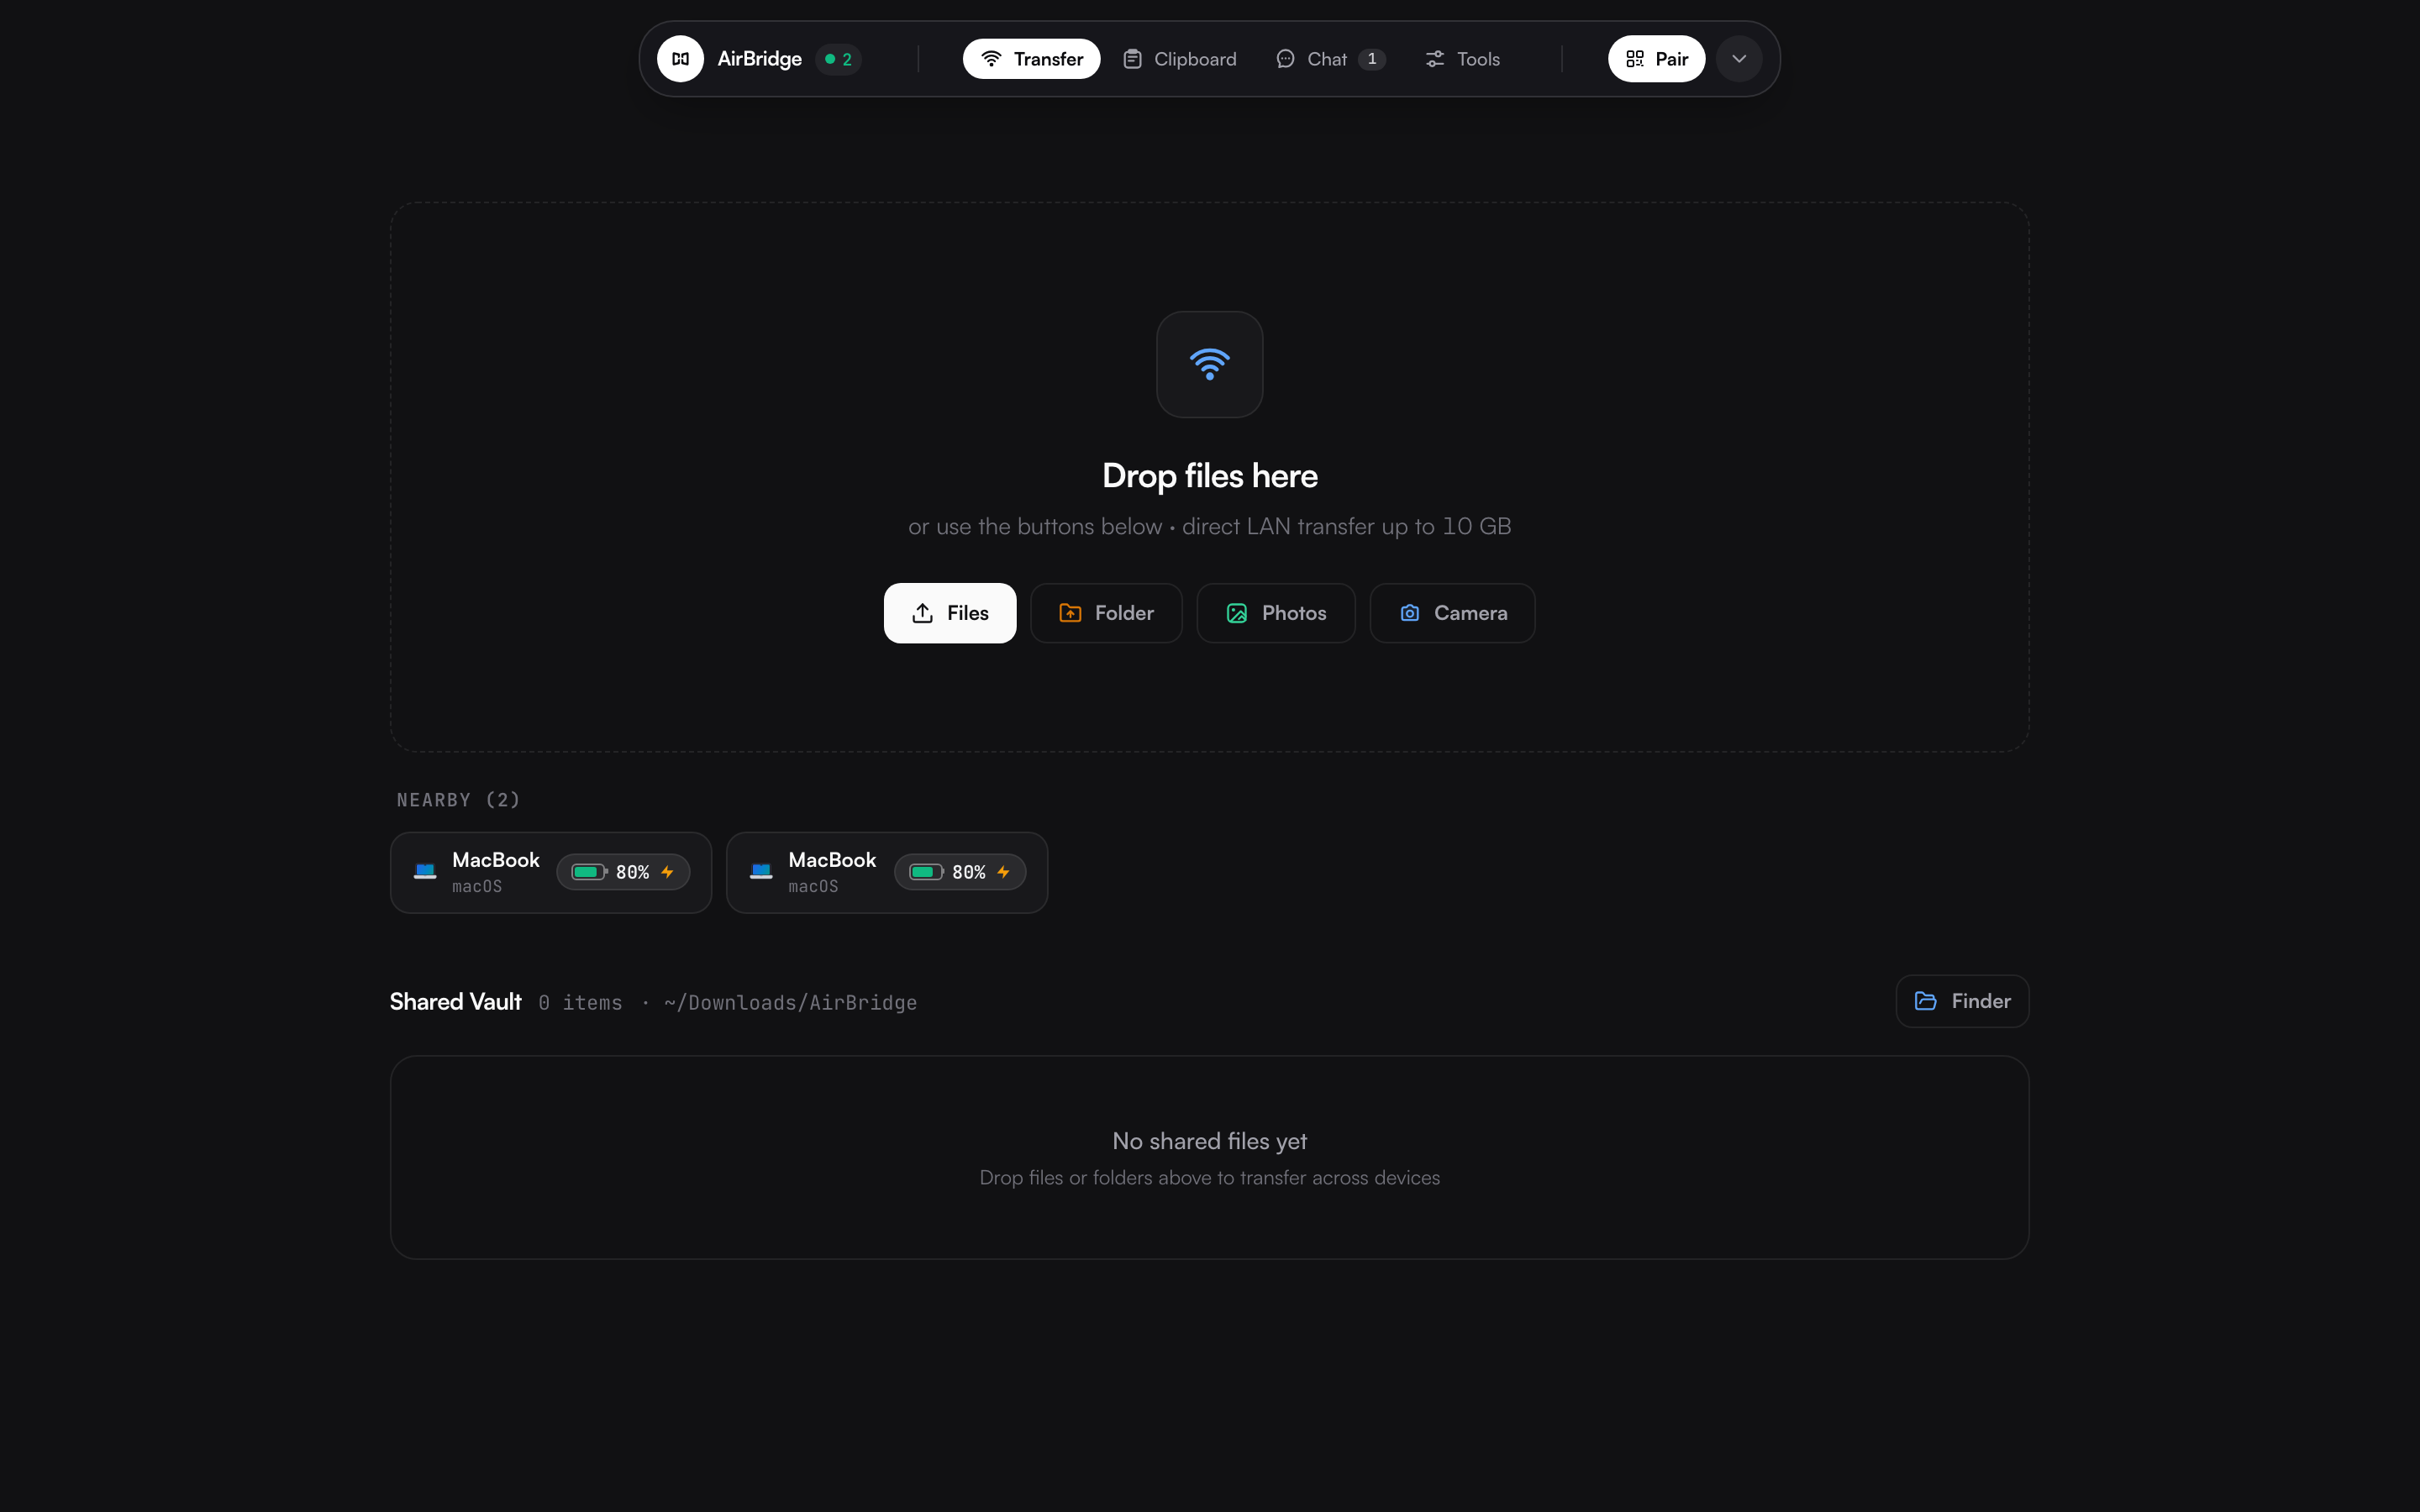 AirBridge 2 Transfer Clipboard Chat 1 Tools Pair
Drop files here
or use the buttons below · direct LAN transfer up to 10 GB
Files Folder Photos Camera
NEARBY (2)
MacBook 80% MacBook 80%
macOS macOS
Shared Vault 0 items · ~/Downloads/AirBridge Finder
No shared files yet
Drop files or folders above to transfer across devices